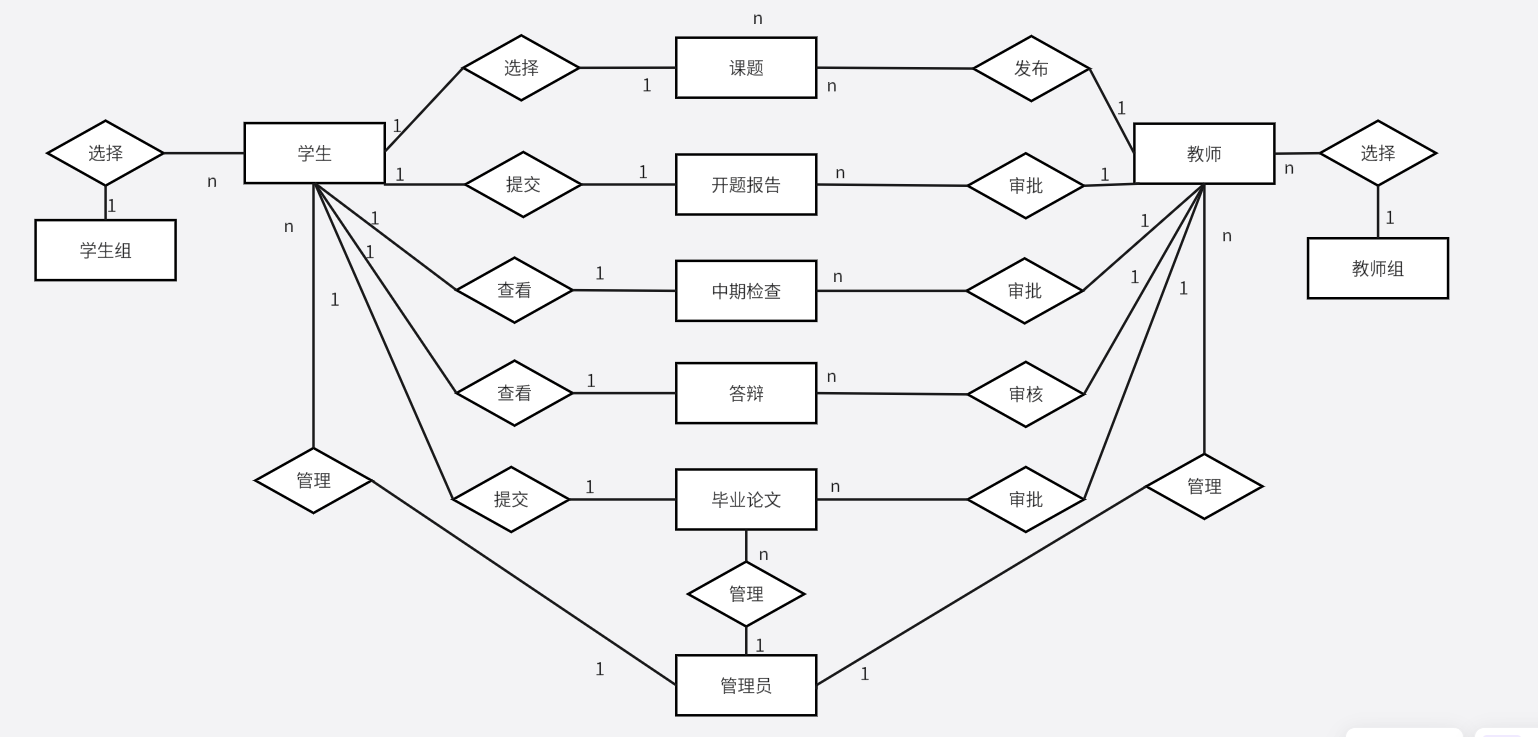 n
选择
课题
发布
1
n
1
1
选择
学生
教师
选择
n
n
1
提交
1
开题报告
n
审批
1
1
1
1
1
n
n
学生组
教师组
1
1
查看
1
中期检查
n
审批
1
1
1
查看
1
答辩
n
审核
管理
管理
提交
1
毕业论文
n
审批
n
管理
1
1
管理员
1